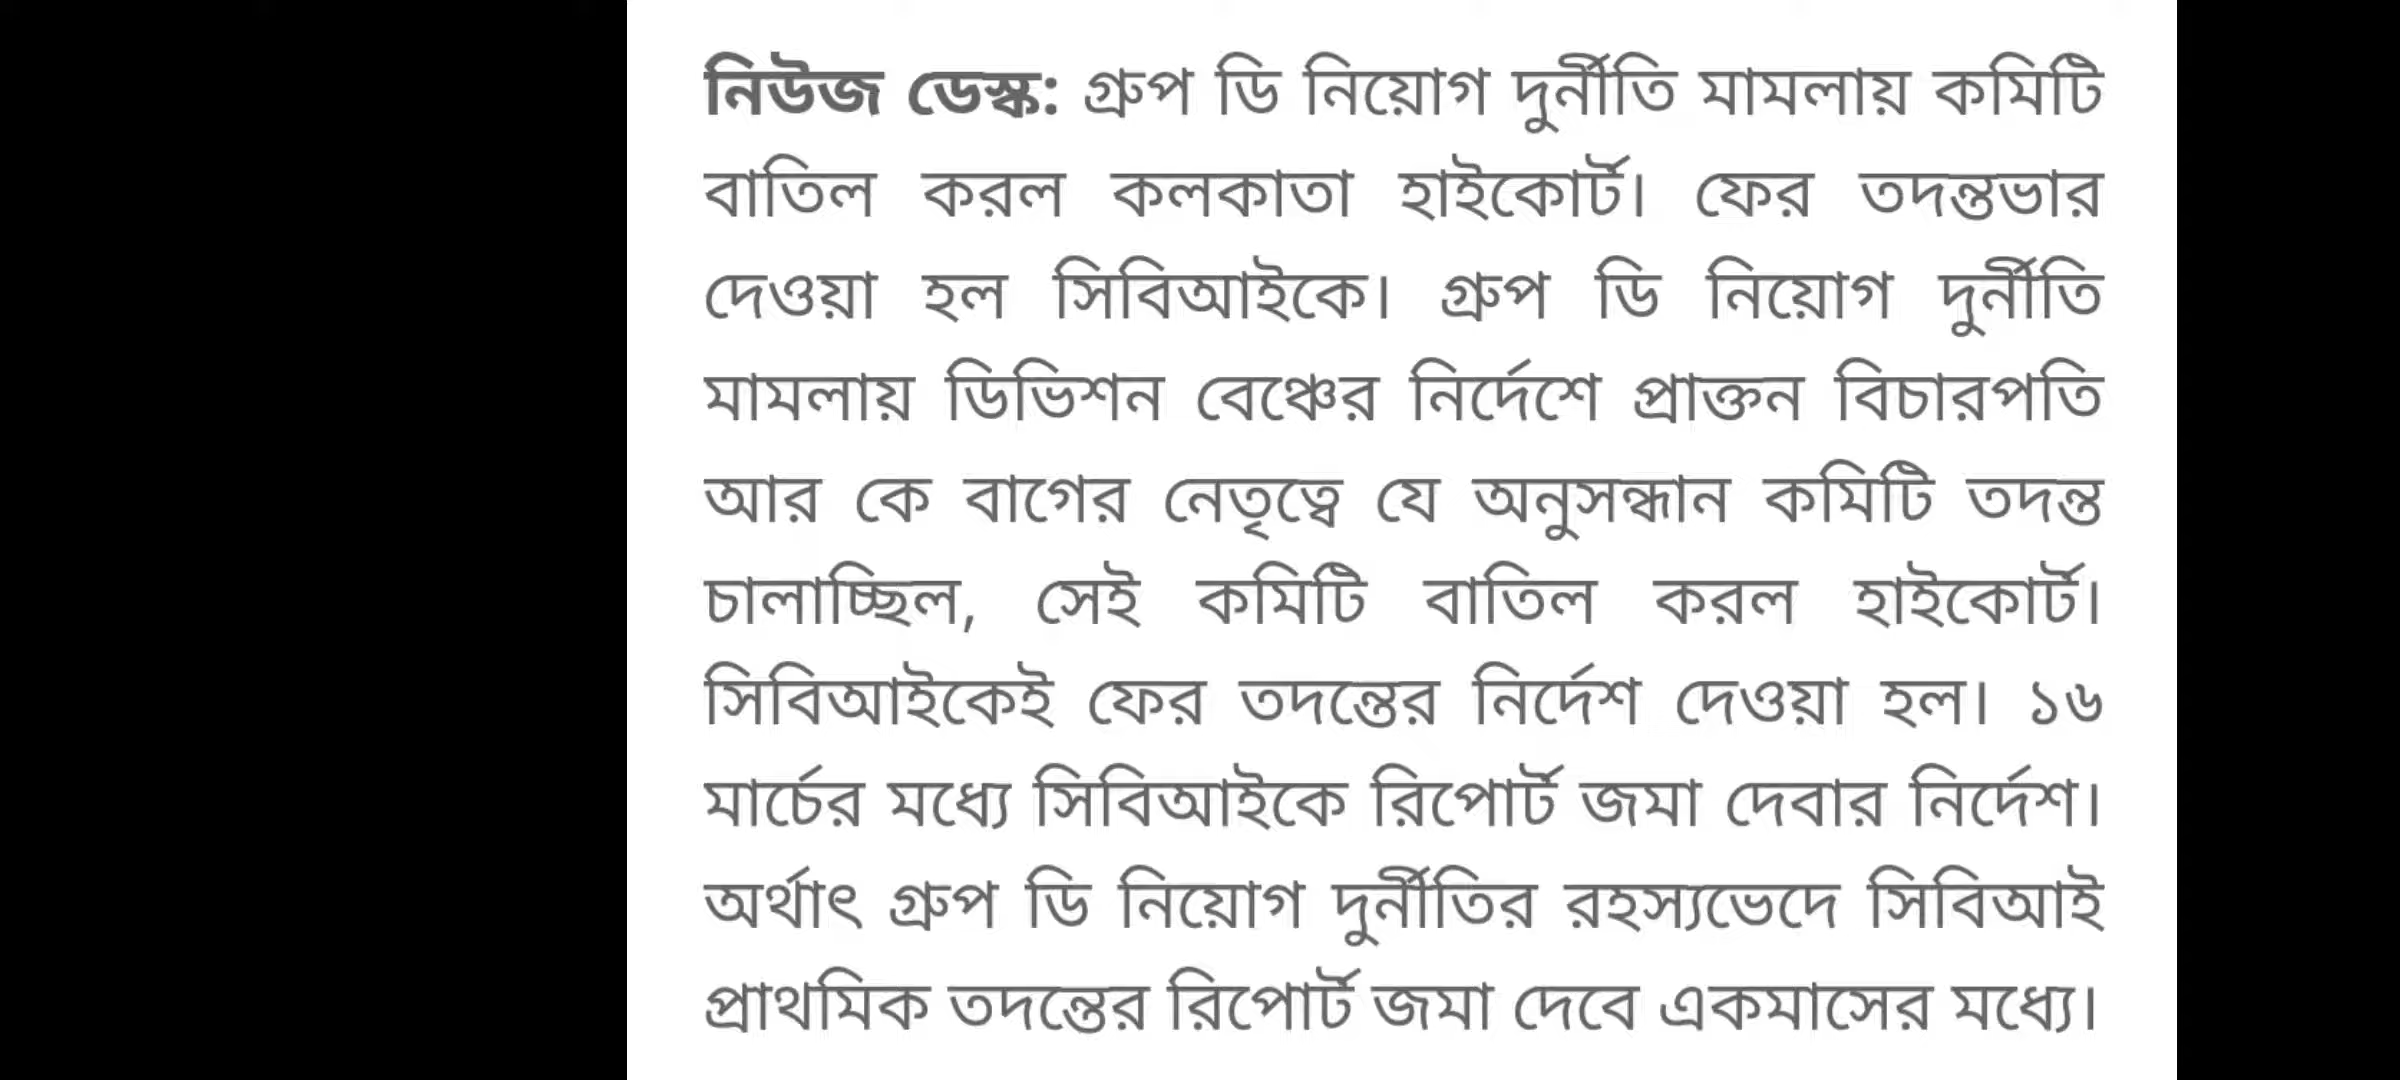 নিউজ ডেস্ক: গ্রুপ ডি নিয়োগ দুর্নীতি মামলায় কমিটি
বাতিল করল কলকাতা হাইকোর্ট। ফের তদন্তভার
দেওয়া হল সিবিআইকে। গ্রুপ ডি নিয়োগ দুর্নীতি
মামলায় ডিভিশন বেঞ্চের নির্দেশে প্রাক্তন বিচারপতি
আর কে বাগের নেতৃত্বে যে অনুসন্ধান কমিটি তদন্ত
চালাচ্ছিল, সেই কমিটি বাতিল করল হাইকোর্ট।
সিবিআইকেই ফের তদন্তের নির্দেশ দেওয়া হল। ১৬
মার্চের মধ্যে সিবিআইকে রিপোর্ট জমা দেবার নির্দেশ।
অর্থাৎ গ্রুপ ডি নিয়োগ দুর্নীতির রহস্যভেদে সিবিআই
প্রাথমিক তদন্তের রিপোর্ট জমা দেবে একমাসের মধ্যে।